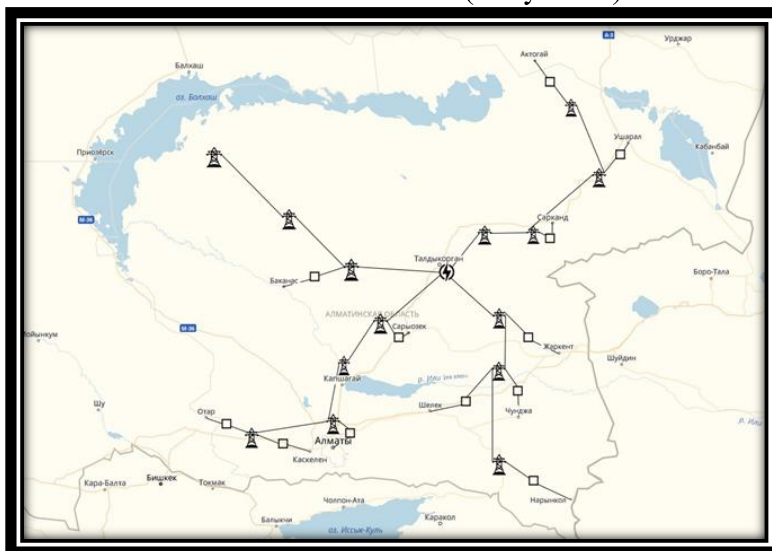 Урджар
А-3
Актогай
Балхаш
оз. Балхаш
Ушарал
Приозёрск
Кабанбай
М-36
Сарканд
Талдыкорган
Баканас
Боро-Тала
АЛМАТИНСКАЯ ОБЛАСТЬ
Сарыозек
М-36
Жаркент
Шуйдин
Капшагай
р. Или
Шелек
Чунджа
Шу
Отар
р. Или
Алматы
Каскелен
Кара-Балта
Бишкек
Токмак
Нарынкол
Чолпон-Ата
Каракол
Балыкчи
оз. Иссык-Куль